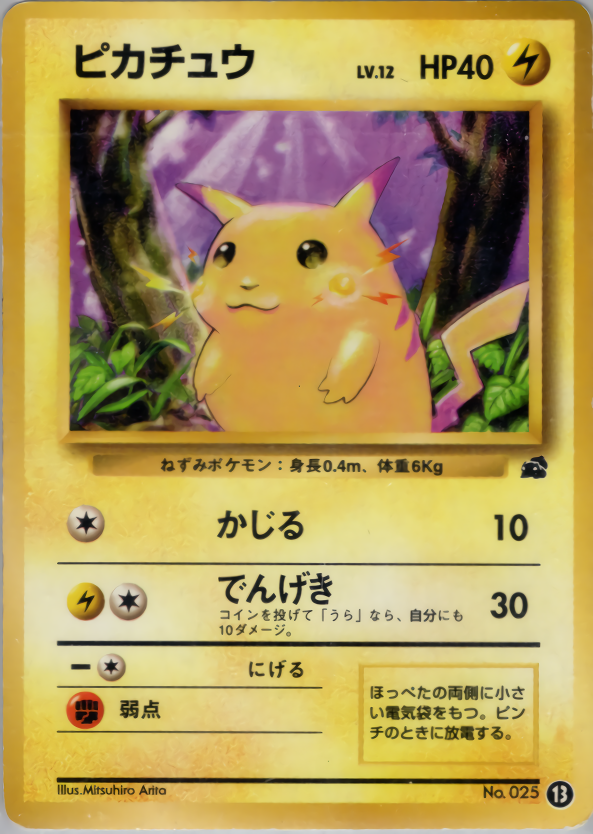 ピカチュウ LV.12 HP40
ねずみポケモン：身長0.4m、体重6Kg
かじる 10
でんげき 30
コインを投げて「うら」なら、自分にも
10ダメージ。
にげる
弱点
ほっぺたの両側に小さ
い電気袋をもつ。ピン
チのときに放電する。
Illus.Mitsuhiro Arita No. 025 13